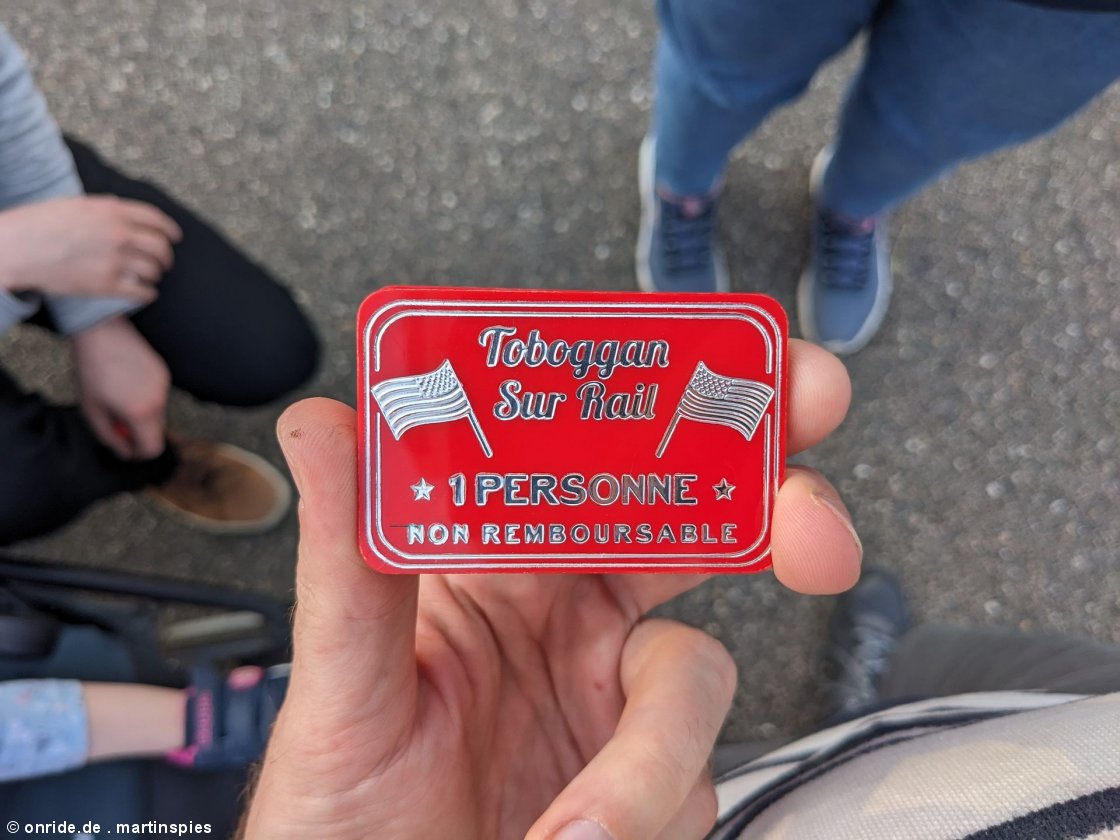 Toboggan
Sur Rail
1 PERSONNE
NON REMBOURSABLE
© onride.de . martinspies